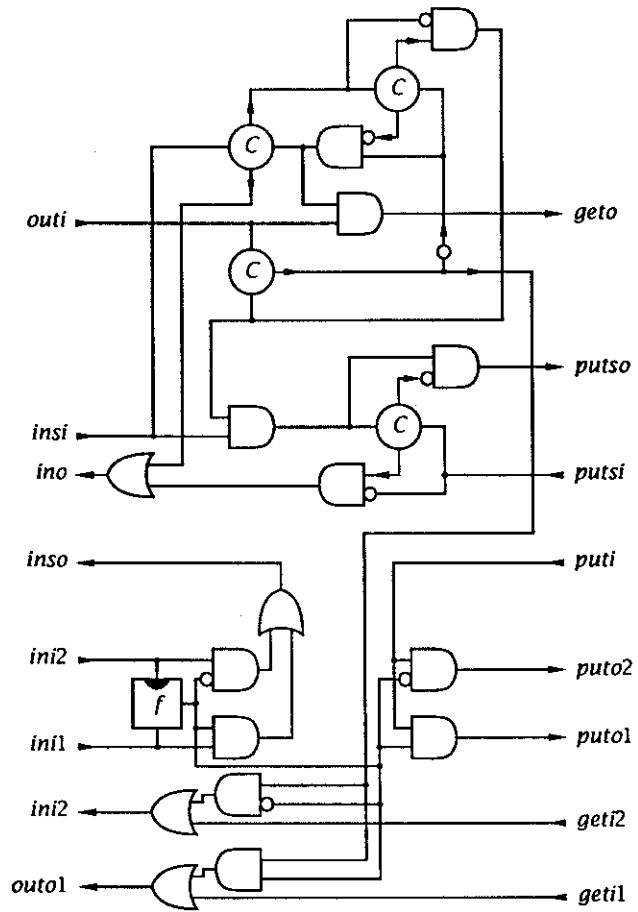 C
C
outi
geto
C
putso
insi
C
ino
putsi
inso
puti
ini2
puto2
f
ini1
puto1
ini2
geti2
outo1
geti1